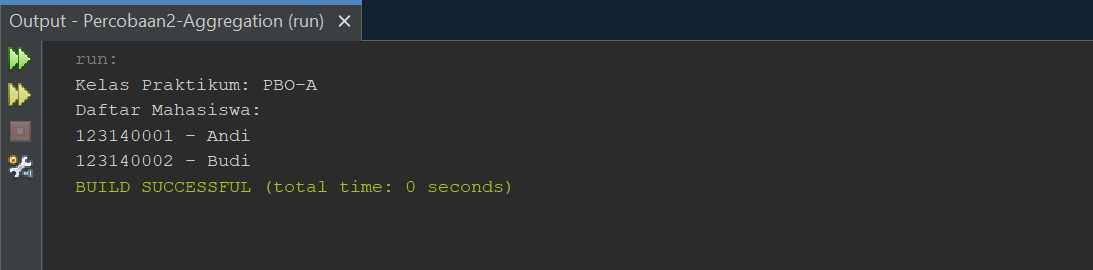 Output - Percobaan2-Aggregation (run)
run:
Kelas Praktikum: PBO-A
Daftar Mahasiswa:
123140001 - Andi
123140002 - Budi
BUILD SUCCESSFUL (total time: 0 seconds)